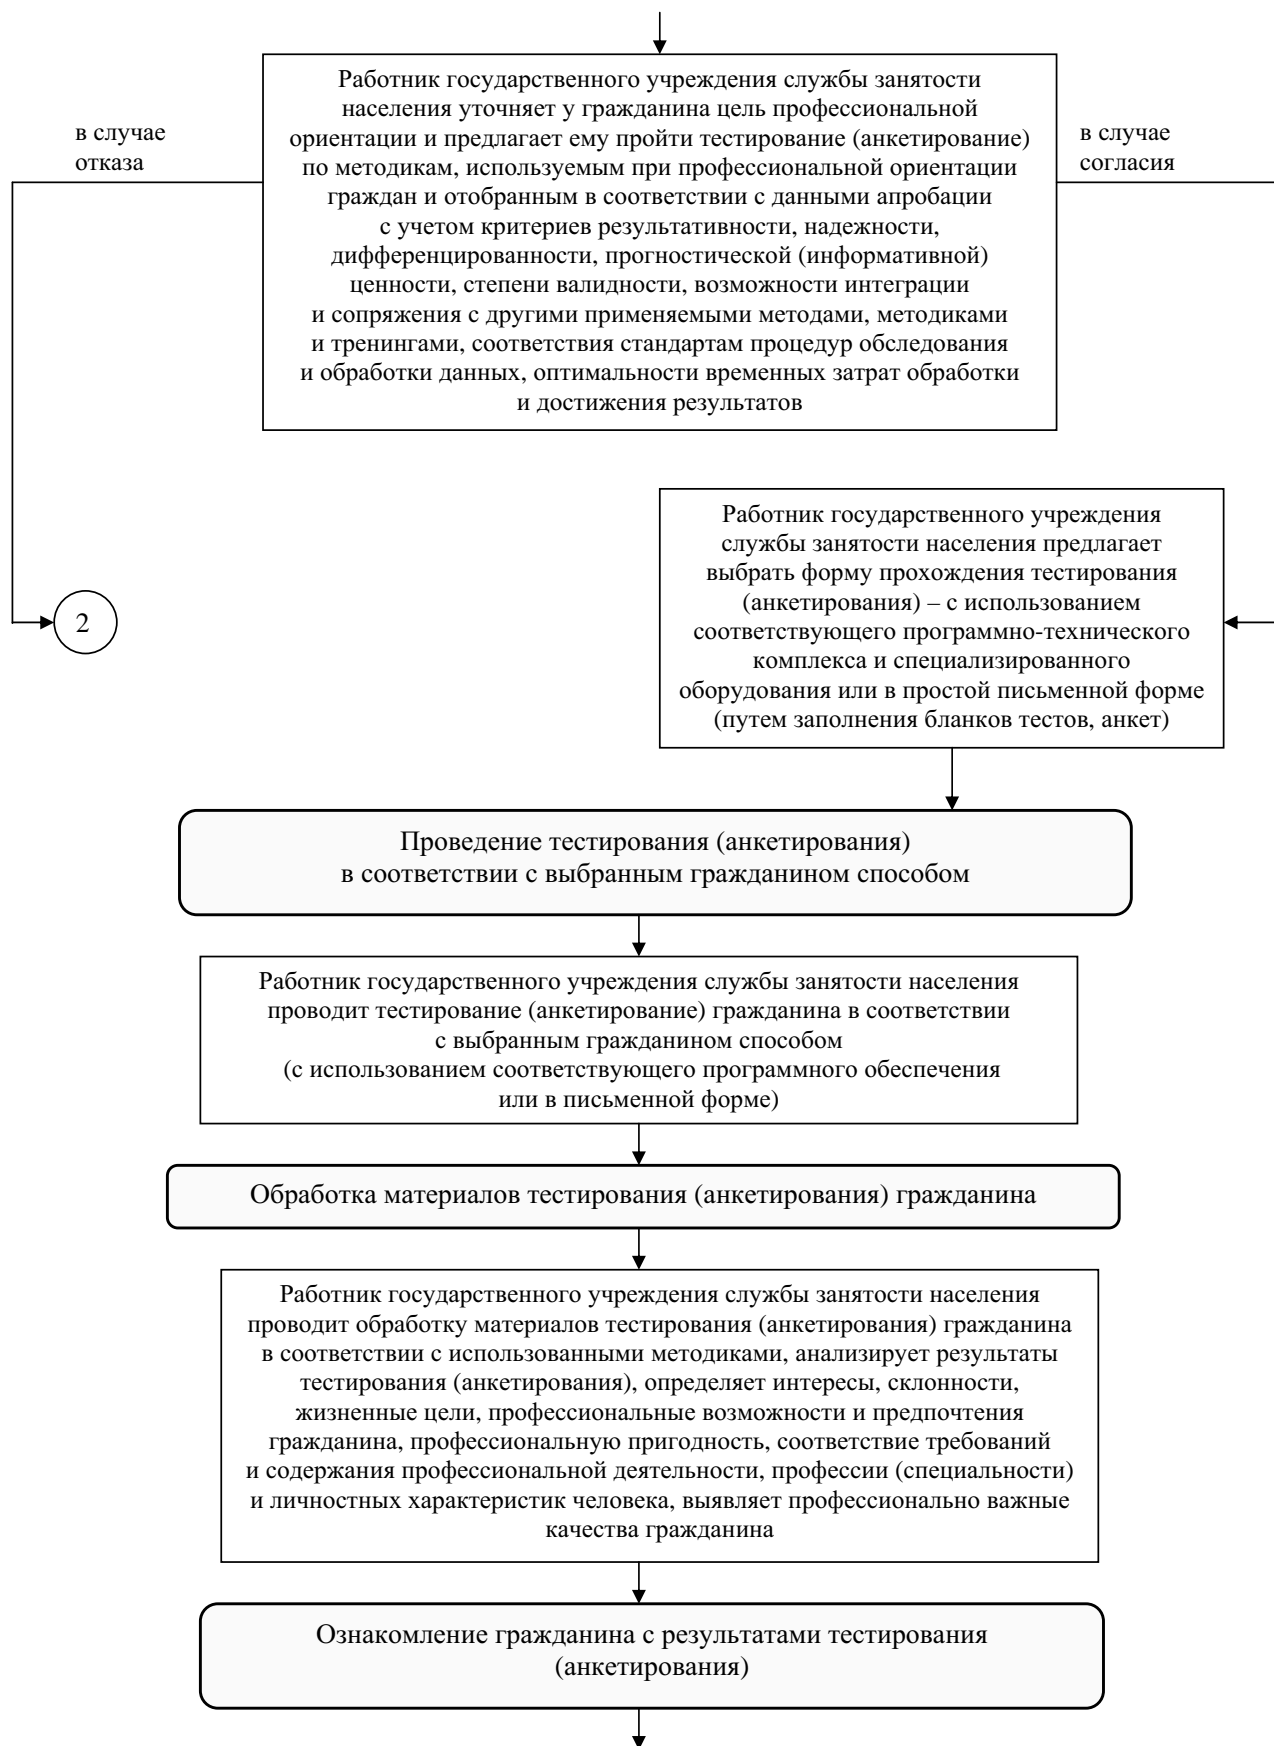 Работник государственного учреждения службы занятости
населения уточняет у гражданина цель профессиональной
ориентации и предлагает ему пройти тестирование (анкетирование)
по методикам, используемым при профессиональной ориентации
граждан и отобранным в соответствии с данными апробации
с учетом критериев результативности, надежности,
дифференцированности, прогностической (информативной)
ценности, степени валидности, возможности интеграции
и сопряжения с другими применяемыми методами, методиками
и тренингами, соответствия стандартам процедур обследования
и обработки данных, оптимальности временных затрат обработки
и достижения результатов
в случае
отказа
в случае
согласия
2
Работник государственного учреждения
службы занятости населения предлагает
выбрать форму прохождения тестирования
(анкетирования) – с использованием
соответствующего программно-технического
комплекса и специализированного
оборудования или в простой письменной форме
(путем заполнения бланков тестов, анкет)
Проведение тестирования (анкетирования)
в соответствии с выбранным гражданином способом
Работник государственного учреждения службы занятости населения
проводит тестирование (анкетирование) гражданина в соответствии
с выбранным гражданином способом
(с использованием соответствующего программного обеспечения
или в письменной форме)
Обработка материалов тестирования (анкетирования) гражданина
Работник государственного учреждения службы занятости населения
проводит обработку материалов тестирования (анкетирования) гражданина
в соответствии с использованными методиками, анализирует результаты
тестирования (анкетирования), определяет интересы, склонности,
жизненные цели, профессиональные возможности и предпочтения
гражданина, профессиональную пригодность, соответствие требований
и содержания профессиональной деятельности, профессии (специальности)
и личностных характеристик человека, выявляет профессионально важные
качества гражданина
Ознакомление гражданина с результатами тестирования
(анкетирования)